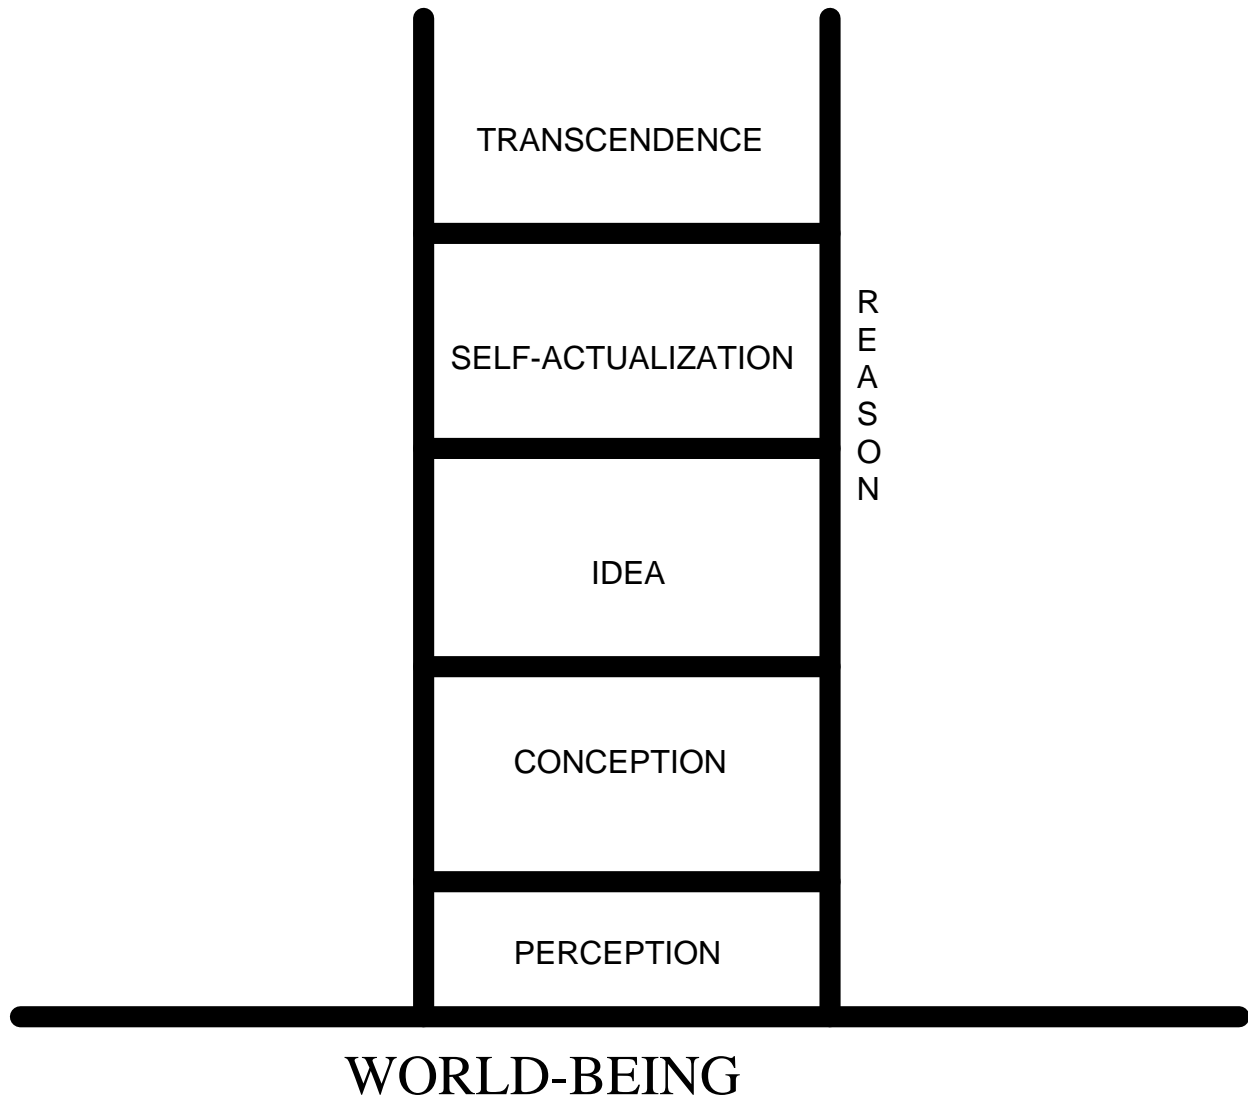 TRANSCENDENCE
SELF-ACTUALIZATION
R
E
A
S
O
N
IDEA
CONCEPTION
PERCEPTION
WORLD-BEING